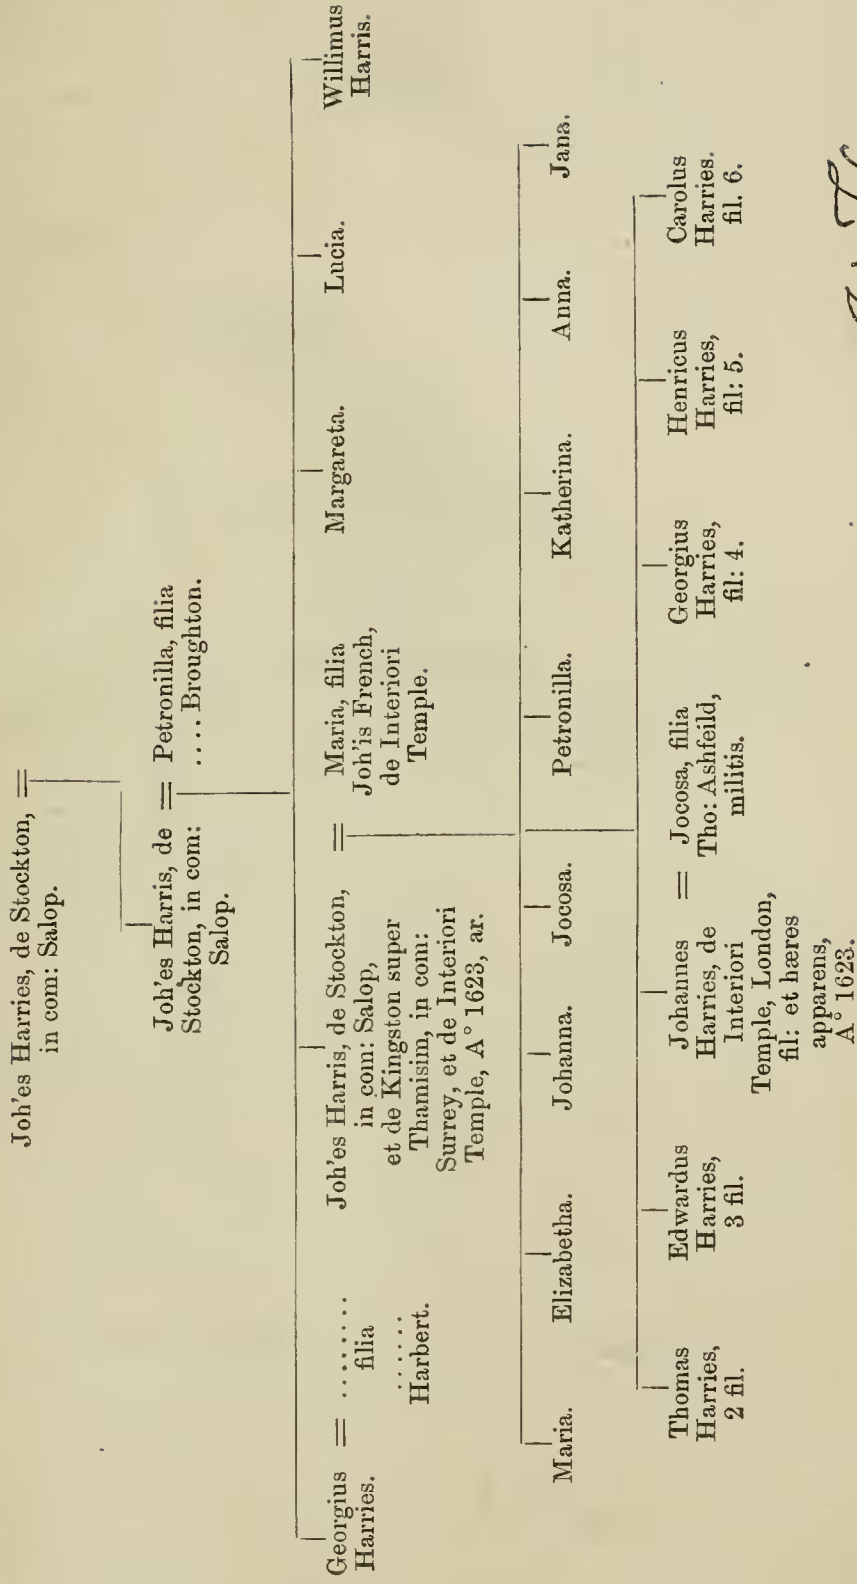 Joh'es Harries, de Stockton,
in com: Salop.
Joh'es Harris, de
Stockton, in com:
Salop.
Petronilla, filia
....Broughton.
Georgius
Harries.
........
filia
......
Harbert.
Joh'es Harris, de Stockton,
in com: Salop,
et de Kingston super
Thamisim, in com:
Surrey, et de Interiori
Temple, A° 1623, ar.
Maria, filia
Joh'is French,
de Interiori
Temple.
Margareta.
Lucia.
Willimus
Harris.
Maria.
Elizabetha.
Johanna.
Jocosa.
Petronilla.
Katherina.
Anna.
Jana.
Thomas
Harries,
2 fil.
Edwardus
Harries,
3 fil.
Johannes
Harries, de
Interiori
Temple, London,
fil: et hæres
apparens,
A° 1623.
Jocosa, filia
Tho: Ashfeild,
militis.
Georgius
Harries,
fil: 4.
Henricus
Harries,
fil: 5.
Carolus
Harries.
fil. 6.